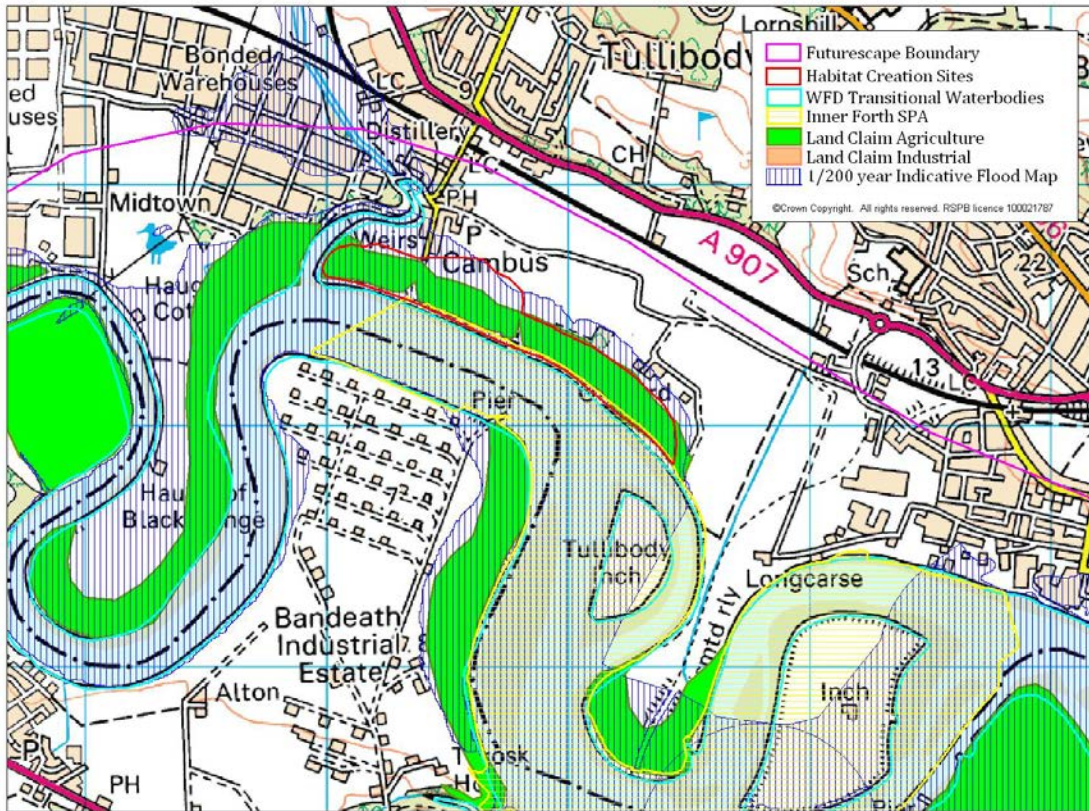 Lornshill
Tullibody
Bonded
Warehouses
ed
uses
LC
9
Distillery
LC
CH
Futurescape Boundary
Habitat Creation Sites
WFD Transitional Waterbodies
Inner Forth SPA
Land Claim Agriculture
Land Claim Industrial
1/200 year Indicative Flood Map
©Crown Copyright. All rights reserved. RSPB licence 100021787
Midtown
PH
Weirs
P
Cambus
A 907
Sch
22
13
LC
Pier
Tullibody
Inch
Longcarse
Bandeath
Industrial
Estate
Alton
Inch
P
PH